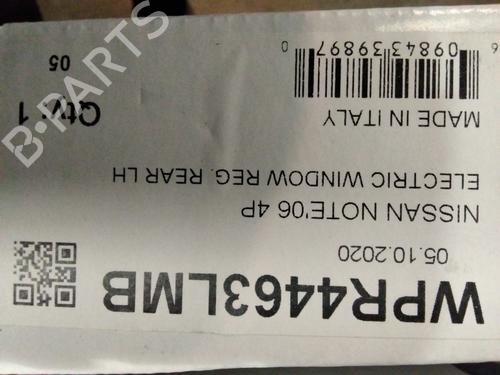 WPR4463LMB
05.10.2020
NISSAN NOTE'06 4P
ELECTRIC WINDOW REG. REAR LH
MADE IN ITALY
Qty: 1
05
0 09843 39897 6
B-PARTS